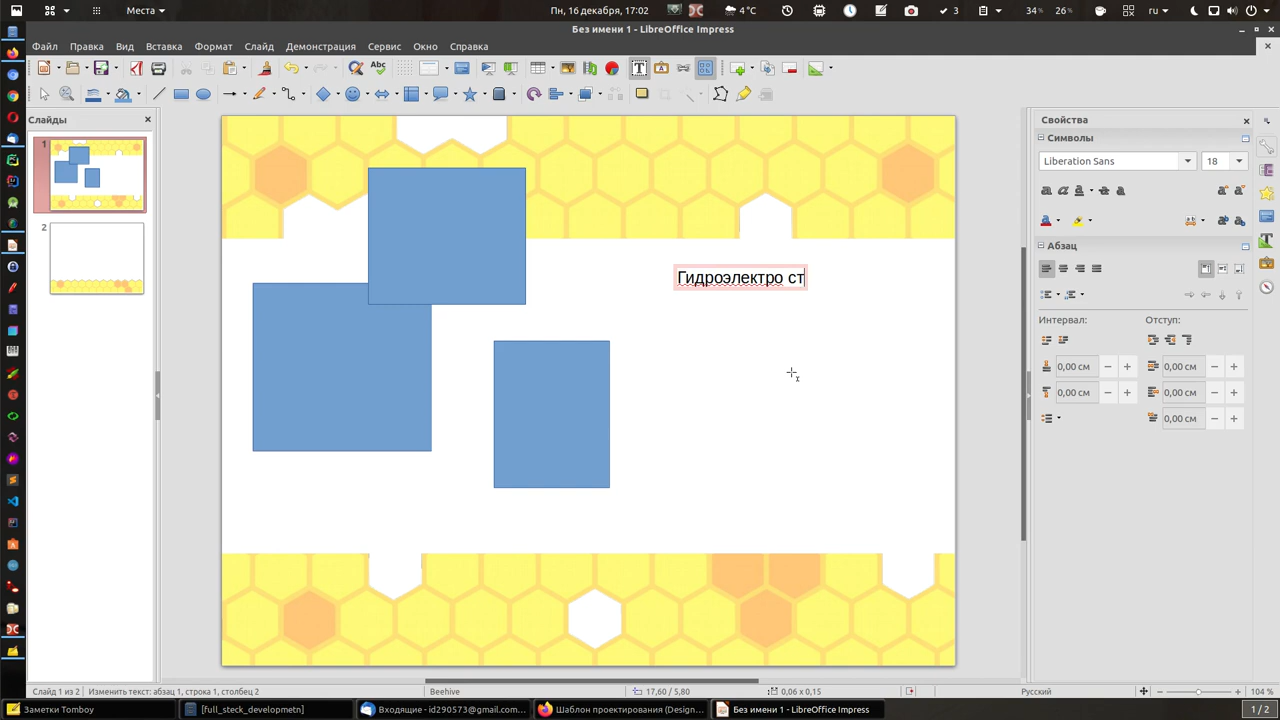 Места
Пн, 16 декабря, 17:02
4°C
3
34%
26%
ru
Без имени 1 - LibreOffice Impress
Файл Правка Вид Вставка Формат Слайд Демонстрация Сервис Окно Справка
Слайды
1
2
Гидроэлектро ст
Свойства
Символы
Liberation Sans
18
Абзац
Интервал:
Отступ:
0,00 см
0,00 см
0,00 см
0,00 см
0,00 см
Слайд 1 из 2
Изменить текст: абзац 1, строка 1, столбец 2
Beehive
17,60 / 5,80
0,06 x 0,15
Русский
104 %
Заметки Tomboy
[full_steck_developmetn]
Входящие - id290573@gmail.com...
Шаблон проектирования (Design...
Без имени 1 - LibreOffice Impress
1 / 2